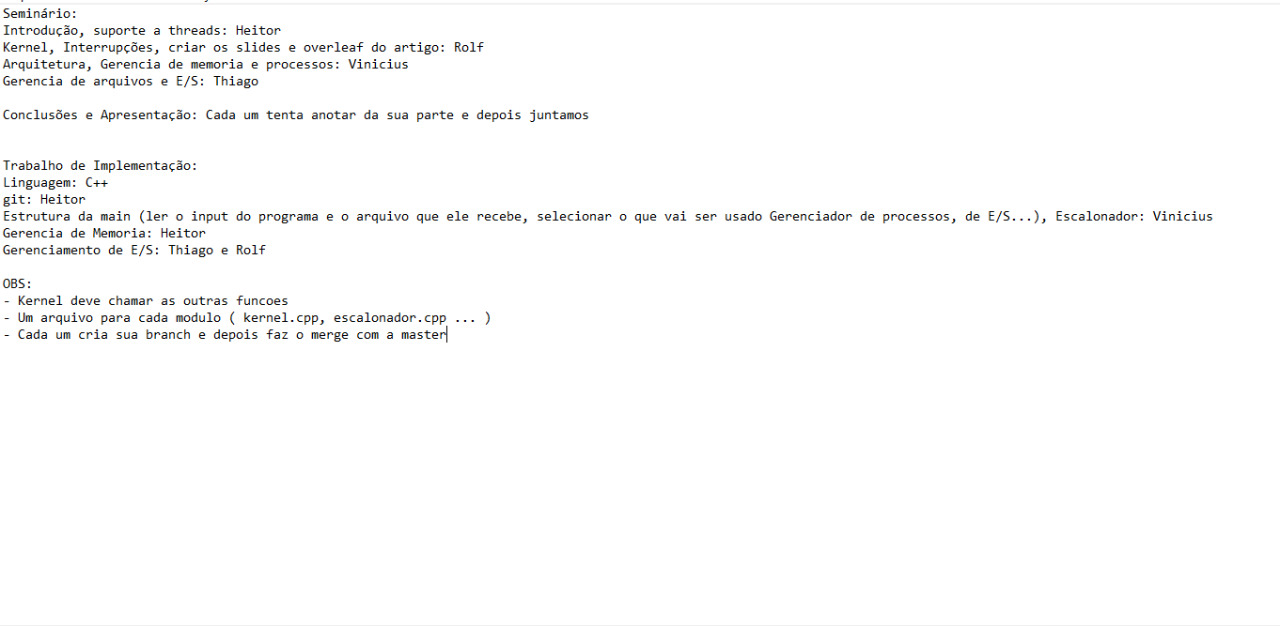 Seminário:
Introdução, suporte a threads: Heitor
Kernel, Interrupções, criar os slides e overleaf do artigo: Rolf
Arquitetura, Gerencia de memoria e processos: Vinicius
Gerencia de arquivos e E/S: Thiago
Conclusões e Apresentação: Cada um tenta anotar da sua parte e depois juntamos
Trabalho de Implementação:
Linguagem: C++
git: Heitor
Estrutura da main (ler o input do programa e o arquivo que ele recebe, selecionar o que vai ser usado Gerenciador de processos, de E/S...), Escalonador: Vinicius
Gerencia de Memoria: Heitor
Gerenciamento de E/S: Thiago e Rolf
OBS:
- Kernel deve chamar as outras funcoes
- Um arquivo para cada modulo ( kernel.cpp, escalonador.cpp ... )
- Cada um cria sua branch e depois faz o merge com a master